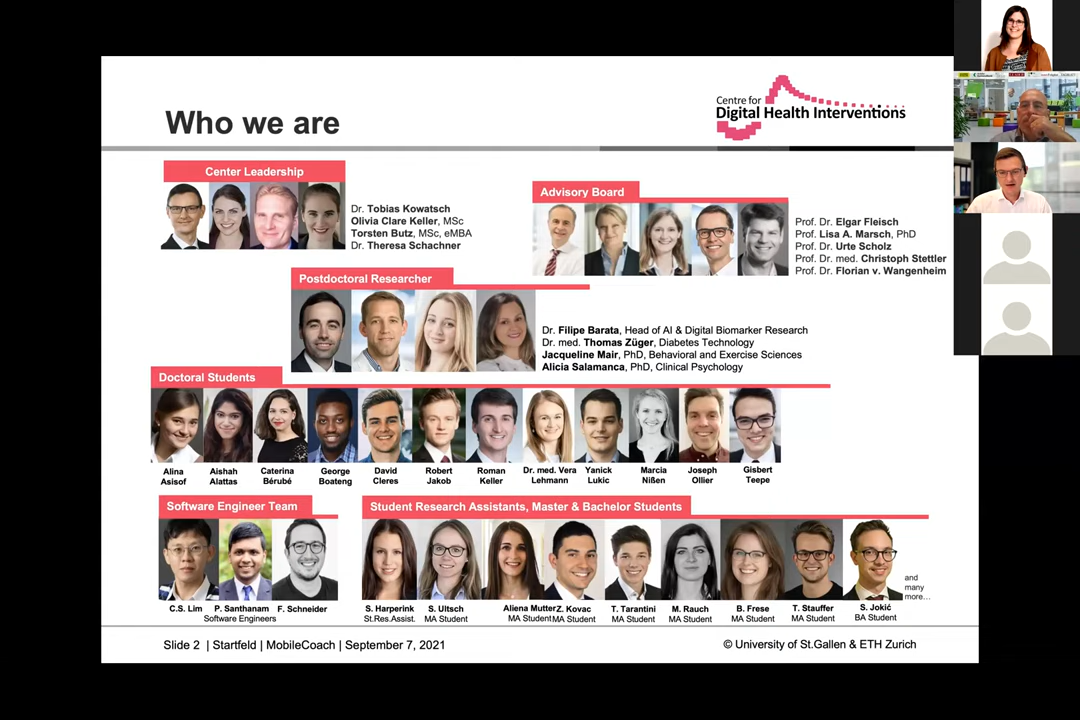 Who we are
Centre for
Digital Health Interventions
Center Leadership
Dr. Tobias Kowatsch
Olivia Clare Keller, MSc
Torsten Butz, MSc, eMBA
Dr. Theresa Schachner
Advisory Board
Prof. Dr. Elgar Fleisch
Prof. Lisa A. Marsch, PhD
Prof. Dr. Urte Scholz
Prof. Dr. med. Christoph Stettler
Prof. Dr. Florian v. Wangenheim
Postdoctoral Researcher
Dr. Filipe Barata, Head of AI & Digital Biomarker Research
Dr. med. Thomas Züger, Diabetes Technology
Jacqueline Mair, PhD, Behavioral and Exercise Sciences
Alicia Salamanca, PhD, Clinical Psychology
Doctoral Students
Alina
Asisof
Aishah
Alattas
Caterina
Bérubé
George
Boateng
David
Cleres
Robert
Jakob
Roman
Keller
Dr. med. Vera
Lehmann
Yanick
Lukic
Marcia
Nißen
Joseph
Ollier
Gisbert
Teepe
Software Engineer Team
C.S. Lim
P. Santhanam
F. Schneider
Software Engineers
Student Research Assistants, Master & Bachelor Students
S. Harperink
St.Res.Assist.
S. Ultsch
MA Student
Aliena Mutter
MA Student
Z. Kovac
MA Student
T. Tarantini
MA Student
M. Rauch
MA Student
B. Frese
MA Student
T. Stauffer
MA Student
S. Jokić
BA Student
and
many
more...
Slide 2 | Startfeld | MobileCoach | September 7, 2021
© University of St.Gallen & ETH Zurich